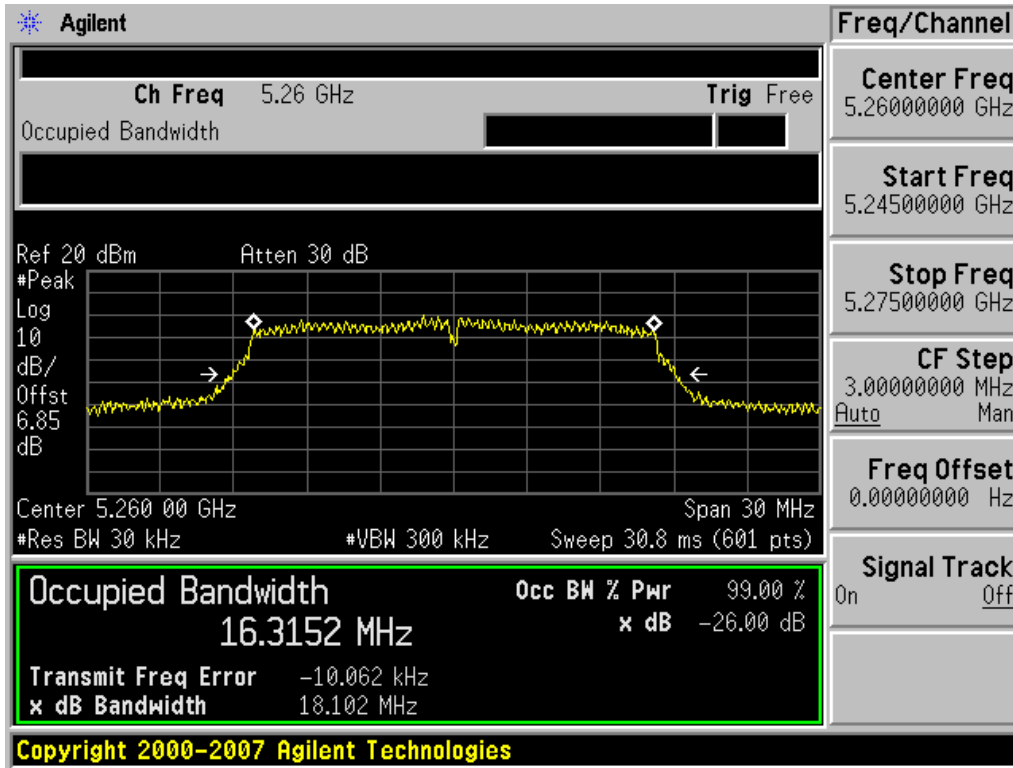 Agilent
Freq/Channel
Ch Freq 5.26 GHz Trig Free
Occupied Bandwidth
Center Freq
5.26000000 GHz
Start Freq
5.24500000 GHz
Stop Freq
5.27500000 GHz
CF Step
3.00000000 MHz
Auto Man
Freq Offset
0.00000000 Hz
Signal Track
On Off
Ref 20 dBm Atten 30 dB
#Peak
Log
10
dB/
Offst
6.85
dB
Center 5.260 00 GHz Span 30 MHz
#Res BW 30 kHz #VBW 300 kHz Sweep 30.8 ms (601 pts)
Occupied Bandwidth Occ BW % Pwr 99.00 %
16.3152 MHz x dB -26.00 dB
Transmit Freq Error -10.062 kHz
x dB Bandwidth 18.102 MHz
Copyright 2000-2007 Agilent Technologies